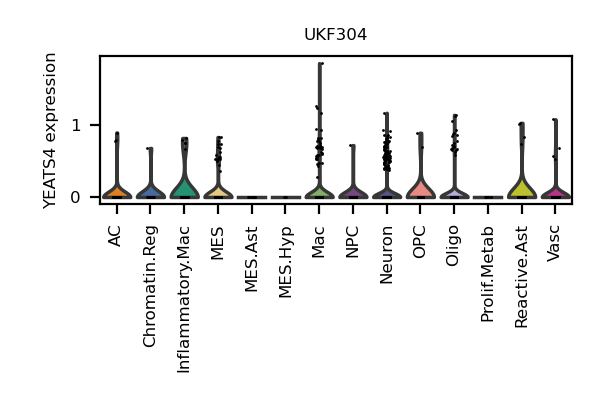 UKF304
YEATS4 expression
1
0
AC
Chromatin.Reg
Inflammatory.Mac
MES
MES.Ast
MES.Hyp
Mac
NPC
Neuron
OPC
Oligo
Prolif.Metab
Reactive.Ast
Vasc